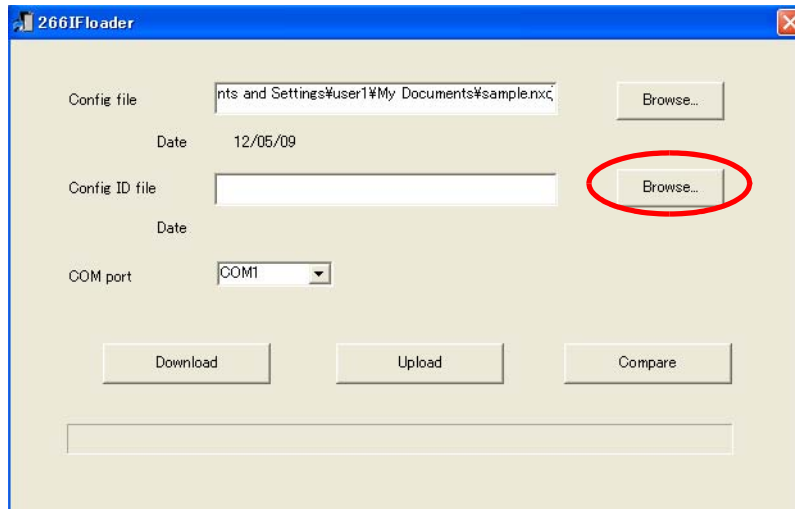 266IFloader
Config file
nts and Settings¥user1¥My Documents¥sample.nxc
Browse...
Date 12/05/09
Config ID file
Browse...
Date
COM port COM1
Download Upload Compare